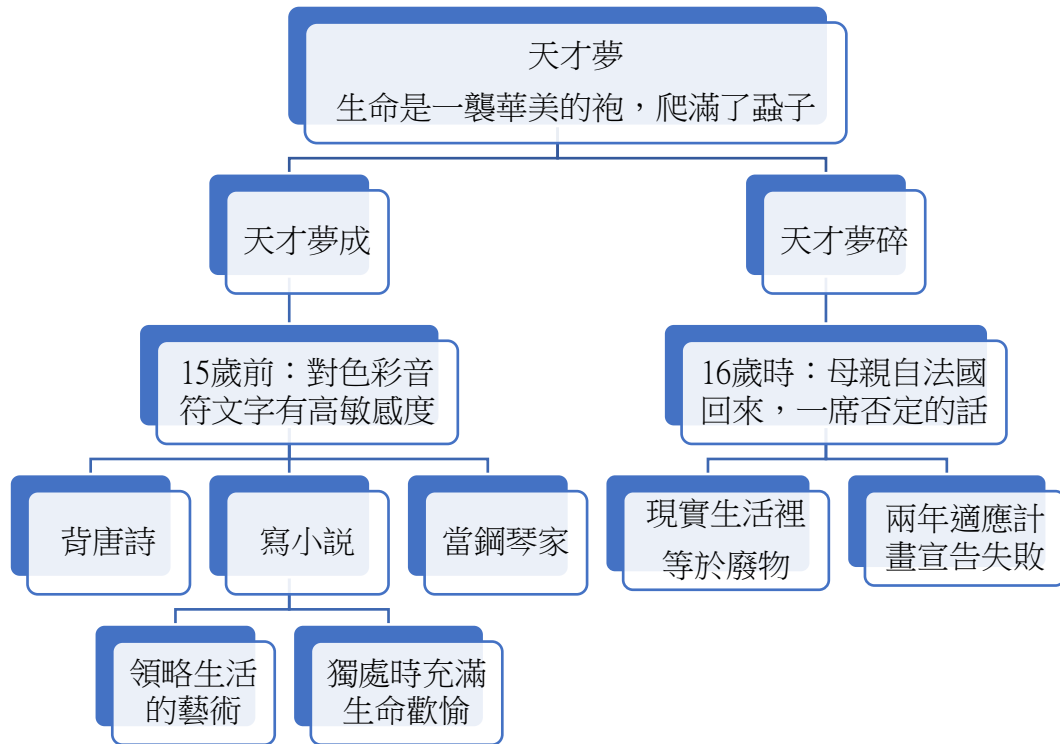 天才夢
生命是一襲華美的袍，爬滿了蝨子
天才夢成
天才夢碎
15歲前：對色彩音
符文字有高敏感度
16歲時：母親自法國
回來，一席否定的話
背唐詩
寫小說
當鋼琴家
現實生活裡
等於廢物
兩年適應計
畫宣告失敗
領略生活
的藝術
獨處時充滿
生命歡愉